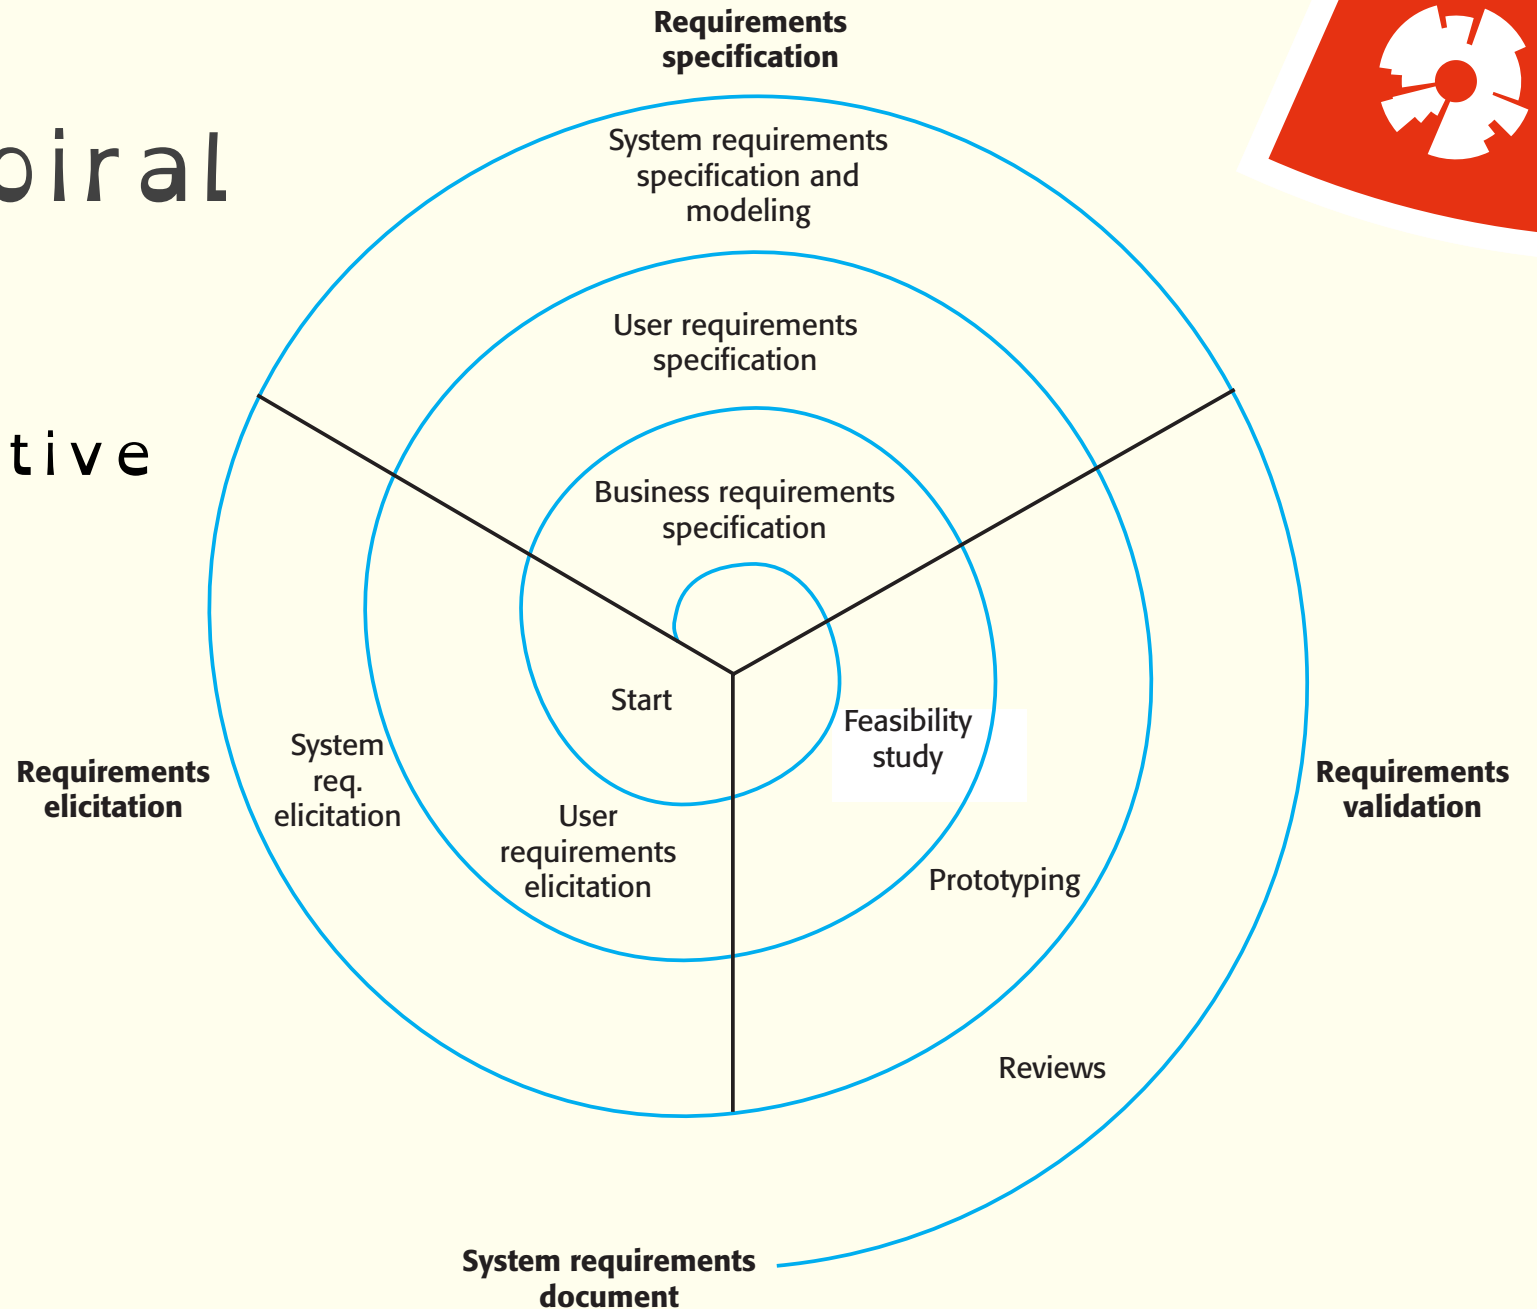 Requirements
specification
System requirements
specification and
modeling
User requirements
specification
tive
Business requirements
specification
Start
Feasibility
study
System
req.
elicitation
Requirements
elicitation
Requirements
validation
User
requirements
elicitation
Prototyping
Reviews
System requirements
document